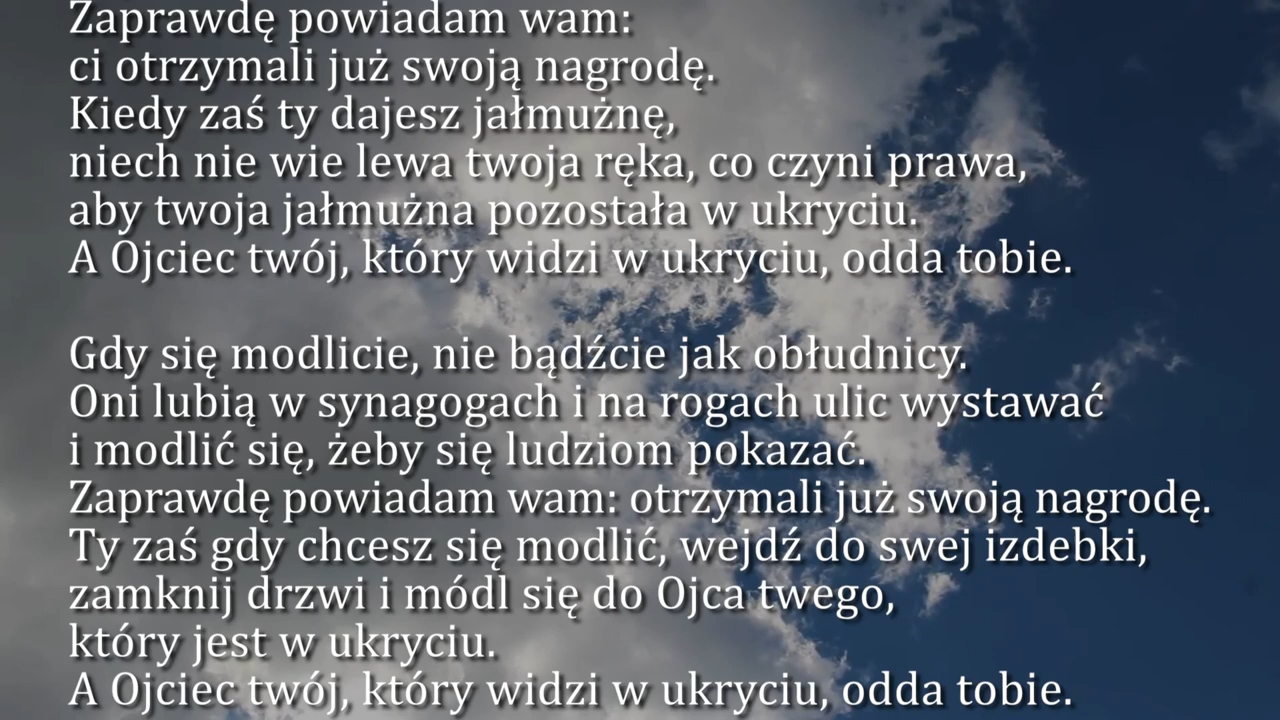 Zaprawdę powiadam wam:
ci otrzymali już swoją nagrodę.
Kiedy zaś ty dajesz jałmużnę,
niech nie wie lewa twoja ręka, co czyni prawa,
aby twoja jałmużna pozostała w ukryciu.
A Ojciec twój, który widzi w ukryciu, odda tobie.
Gdy się modlicie, nie bądźcie jak obłudnicy.
Oni lubią w synagogach i na rogach ulic wystawać
i modlić się, żeby się ludziom pokazać.
Zaprawdę powiadam wam: otrzymali już swoją nagrodę.
Ty zaś gdy chcesz się modlić, wejdź do swej izdebki,
zamknij drzwi i módl się do Ojca twego,
który jest w ukryciu.
A Ojciec twój, który widzi w ukryciu, odda tobie.